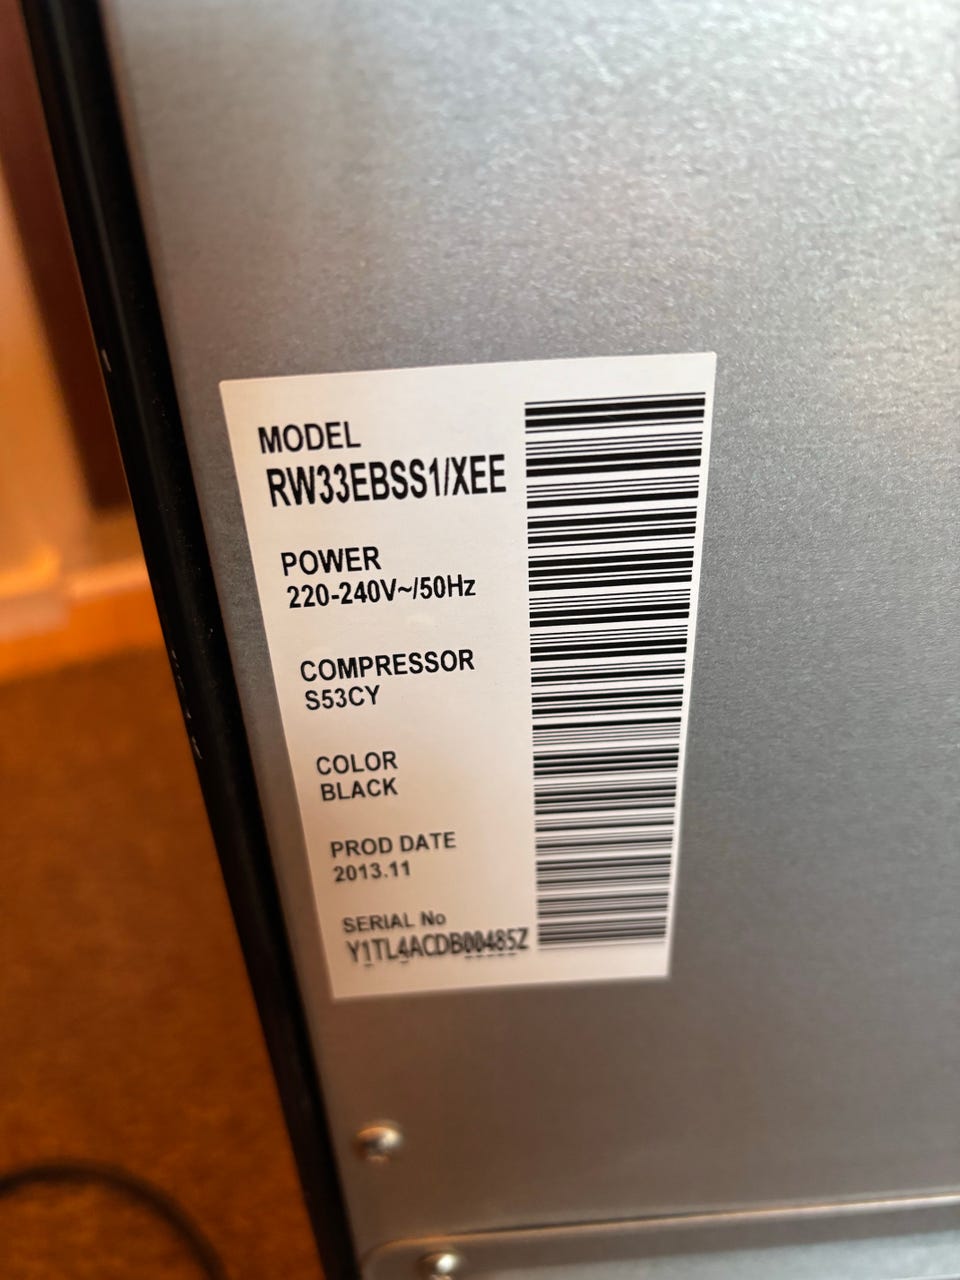 MODEL
RW33EBSS1/XEE
POWER
220-240V~/50Hz
COMPRESSOR
S53CY
COLOR
BLACK
PROD DATE
2013.11
SERIAL No
Y1TL4ACDB00485Z